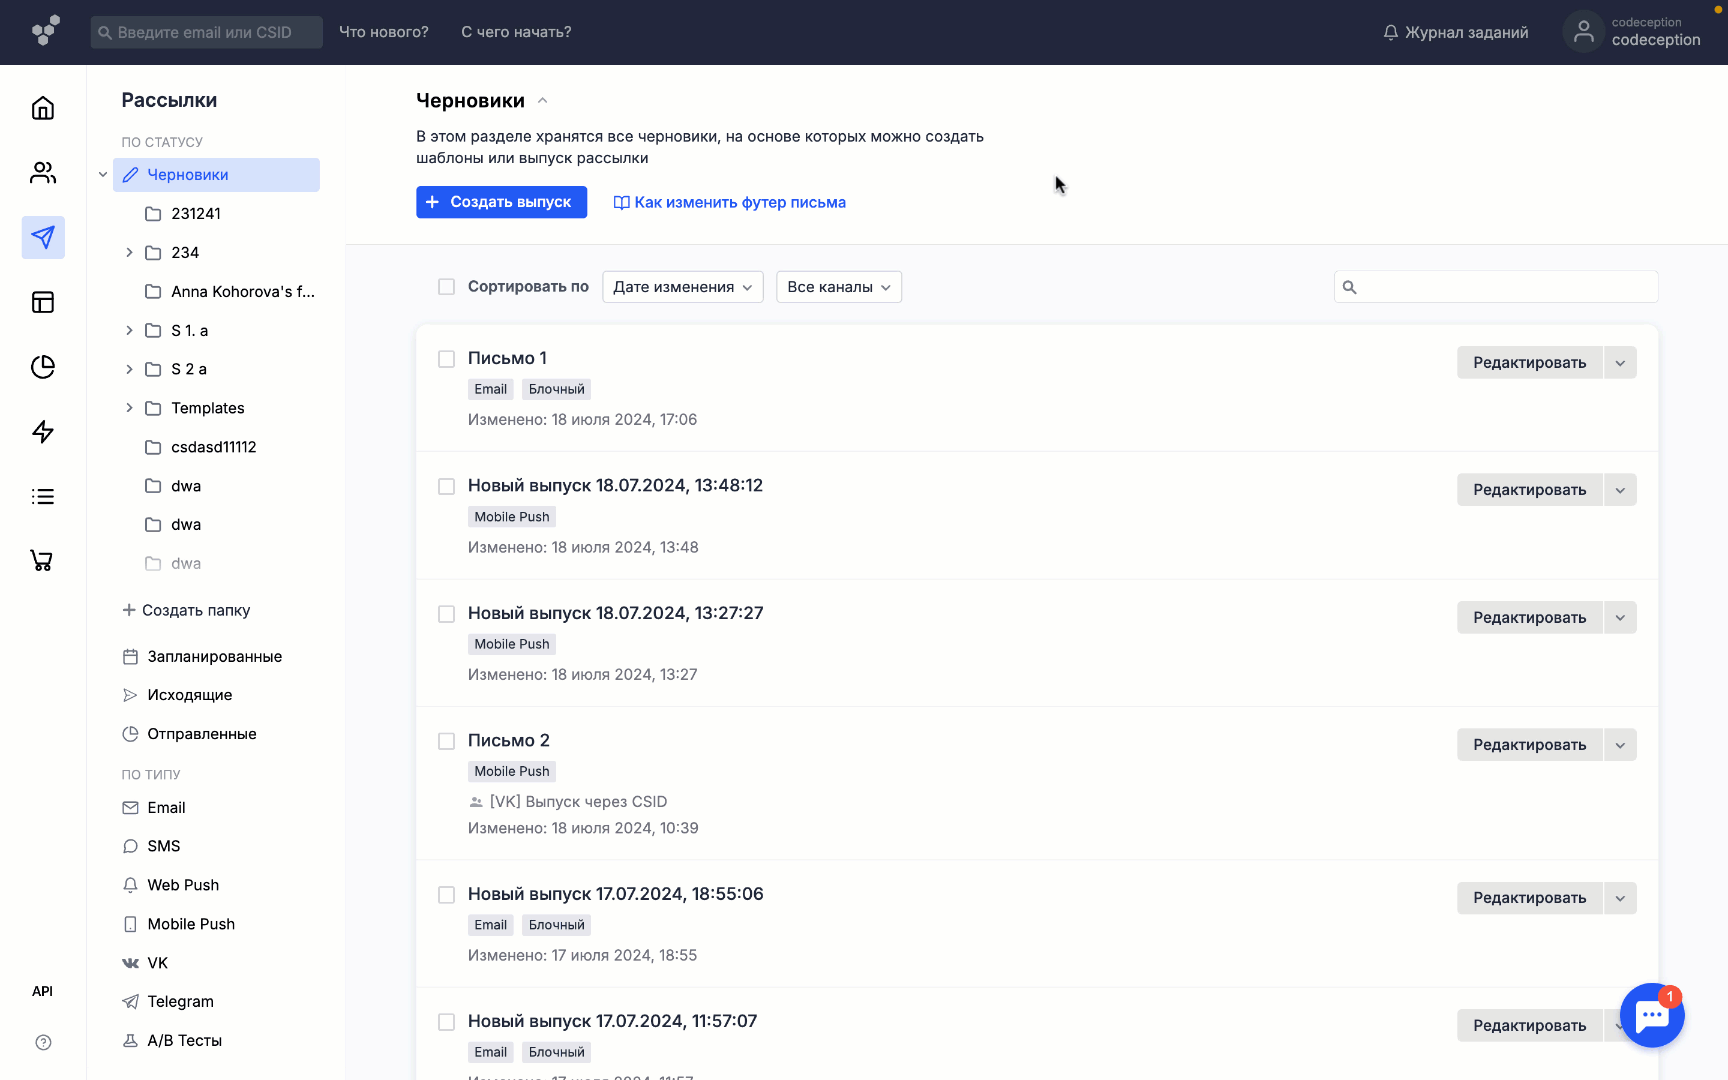 Введите email или CSID
Что нового?
С чего начать?
Журнал заданий
codeception
codeception
Рассылки
ПО СТАТУСУ
Черновики
231241
234
Anna Kohorova's f...
S 1. a
S 2 a
Templates
csdasd11112
dwa
dwa
dwa
Создать папку
Запланированные
Исходящие
Отправленные
ПО ТИПУ
Email
SMS
Web Push
Mobile Push
VK
Telegram
A/B Тесты
API
Черновики
В этом разделе хранятся все черновики, на основе которых можно создать
шаблоны или выпуск рассылки
Создать выпуск
Как изменить футер письма
Сортировать по
Дате изменения
Все каналы
Письмо 1
Email Блочный
Изменено: 18 июля 2024, 17:06
Редактировать
Новый выпуск 18.07.2024, 13:48:12
Mobile Push
Изменено: 18 июля 2024, 13:48
Редактировать
Новый выпуск 18.07.2024, 13:27:27
Mobile Push
Изменено: 18 июля 2024, 13:27
Редактировать
Письмо 2
Mobile Push
[VK] Выпуск через CSID
Изменено: 18 июля 2024, 10:39
Редактировать
Новый выпуск 17.07.2024, 18:55:06
Email Блочный
Изменено: 17 июля 2024, 18:55
Редактировать
Новый выпуск 17.07.2024, 11:57:07
Email Блочный
Изменено: 17 июля 2024, 11:57
Редактировать
1